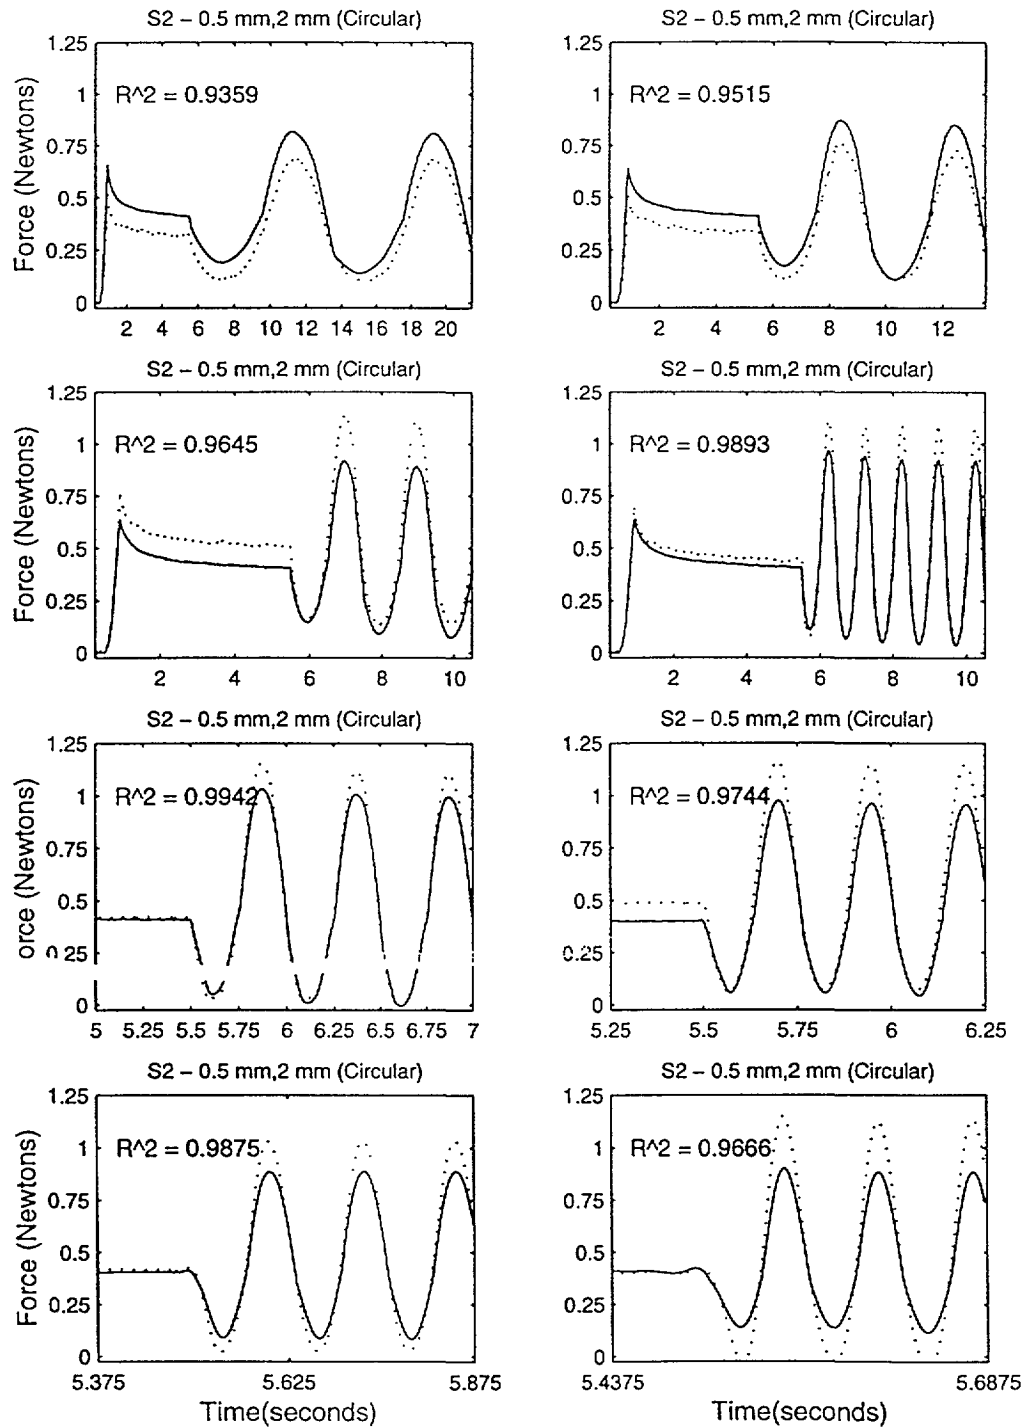 S2 – 0.5 mm,2 mm (Circular)
1.25
1
0.75
0.5
0.25
0
Force (Newtons)
R^2 = 0.9359
2 4 6 8 10 12 14 16 18 20
S2 – 0.5 mm,2 mm (Circular)
1.25
1
0.75
0.5
0.25
0
R^2 = 0.9515
2 4 6 8 10 12
S2 – 0.5 mm,2 mm (Circular)
1.25
1
0.75
0.5
0.25
0
Force (Newtons)
R^2 = 0.9645
2 4 6 8 10
S2 – 0.5 mm,2 mm (Circular)
1.25
1
0.75
0.5
0.25
0
R^2 = 0.9893
2 4 6 8 10
S2 – 0.5 mm,2 mm (Circular)
1.25
1
0.75
0.5
0.25
0
orce (Newtons)
R^2 = 0.9942
5 5.25 5.5 5.75 6 6.25 6.5 6.75 7
S2 – 0.5 mm,2 mm (Circular)
1.25
1
0.75
0.5
0.25
0
R^2 = 0.9744
5.25 5.5 5.75 6 6.25
S2 – 0.5 mm,2 mm (Circular)
1.25
1
0.75
0.5
0.25
0
Force (Newtons)
R^2 = 0.9875
5.375 5.625 5.875
Time(seconds)
S2 – 0.5 mm,2 mm (Circular)
1.25
1
0.75
0.5
0.25
0
R^2 = 0.9666
5.4375 5.6875
Time(seconds)